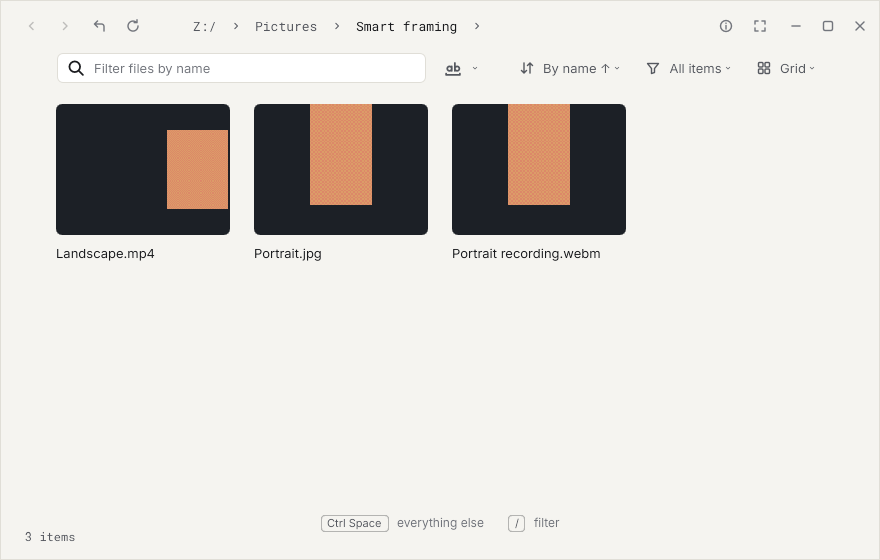 Z:/ > Pictures > Smart framing >
Filter files by name
ab
By name ↑
All items
Grid
Landscape.mp4
Portrait.jpg
Portrait recording.webm
Ctrl Space everything else / filter
3 items